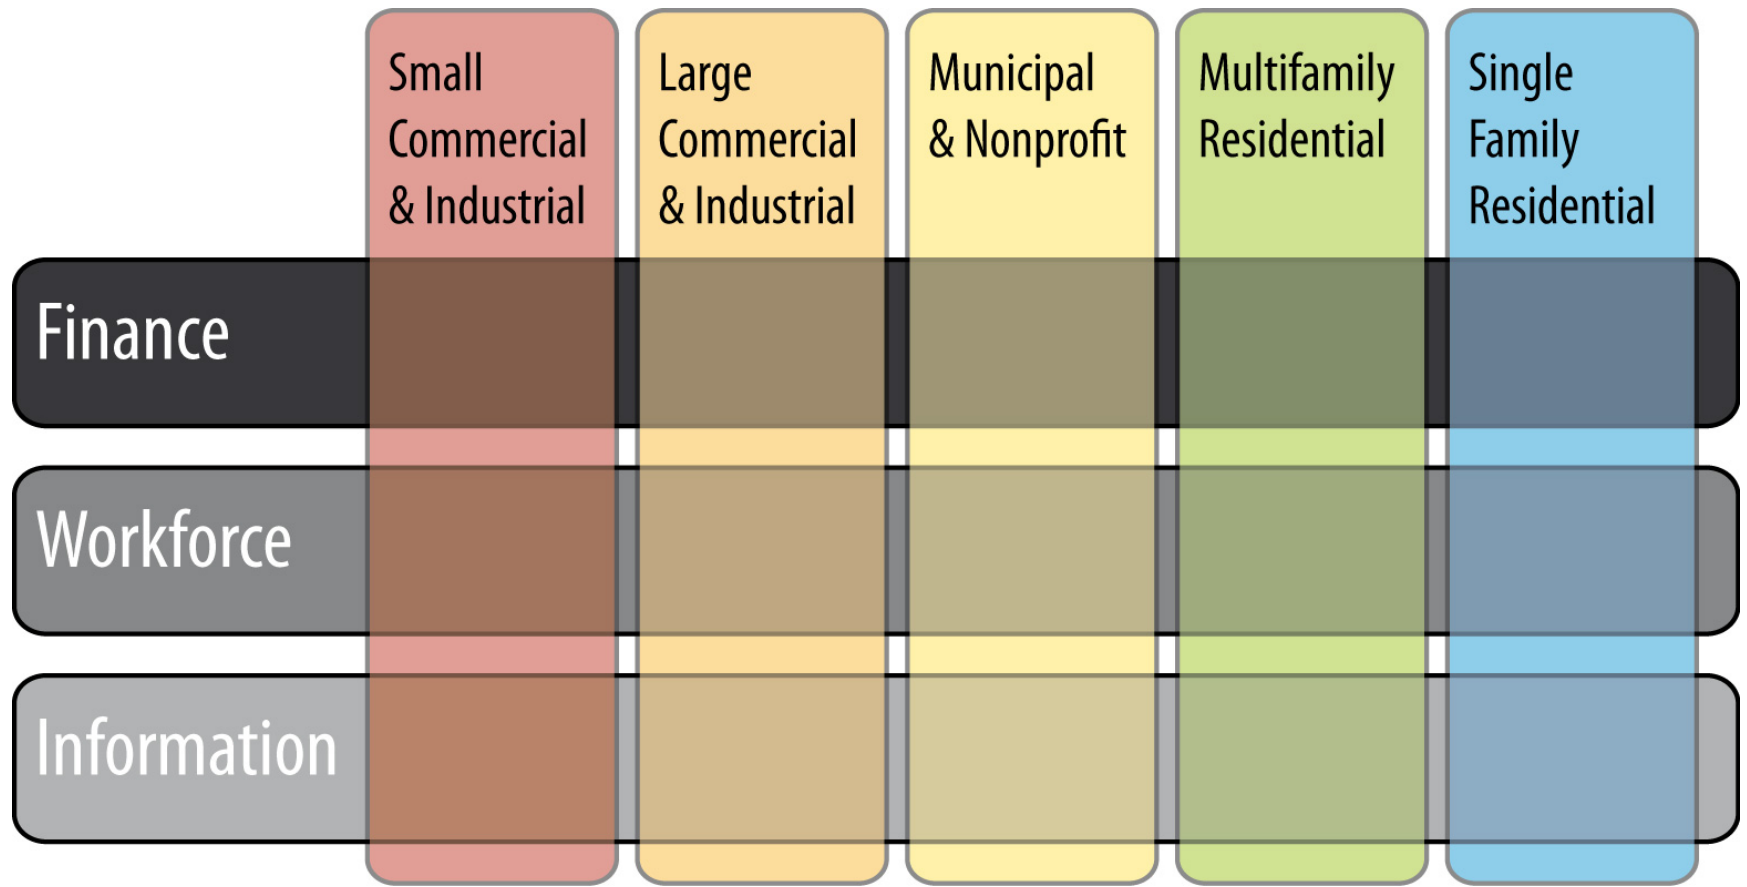 Small
Commercial
& Industrial
Large
Commercial
& Industrial
Municipal
& Nonprofit
Multifamily
Residential
Single
Family
Residential
Finance
Workforce
Information